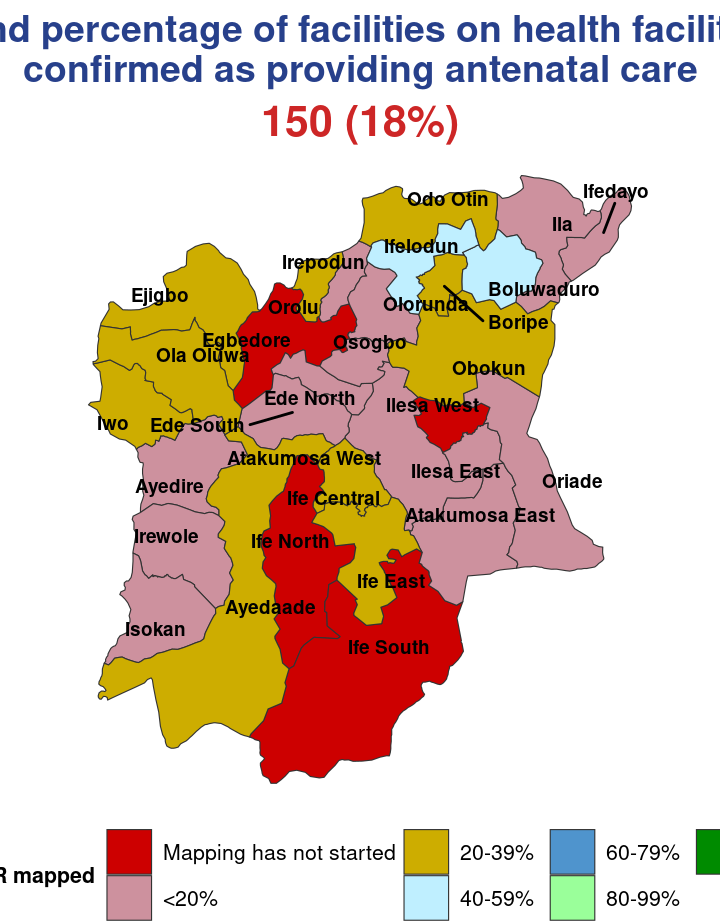 nd percentage of facilities on health facilit
confirmed as providing antenatal care
150 (18%)
Ifedayo
Odo Otin
Ila
Ifelodun
Irepodun
Boluwaduro
Ejigbo
Orolu
Olorunda
Boripe
Egbedore
Osogbo
Ola Oluwa
Obokun
Ede North
Ilesa West
Iwo
Ede South
Atakumosa West
Ilesa East
Oriade
Ayedire
Ife Central
Atakumosa East
Irewole
Ife North
Ife East
Ayedaade
Isokan
Ife South
Mapping has not started
20-39%
60-79%
R mapped
<20%
40-59%
80-99%